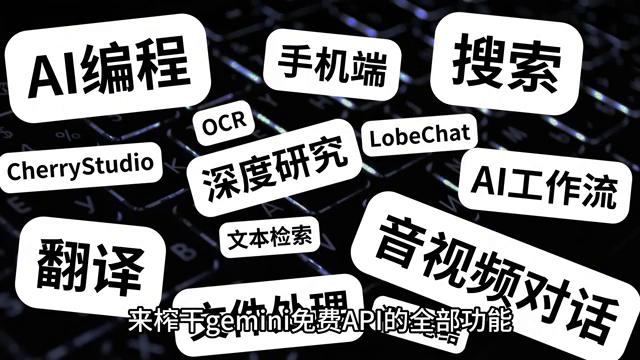 AI编程
手机端
搜索
OCR
LobeChat
CherryStudio
深度研究
AI工作流
文本检索
翻译
音视频对话
文件处理
来榨干gemini免费API的全部功能